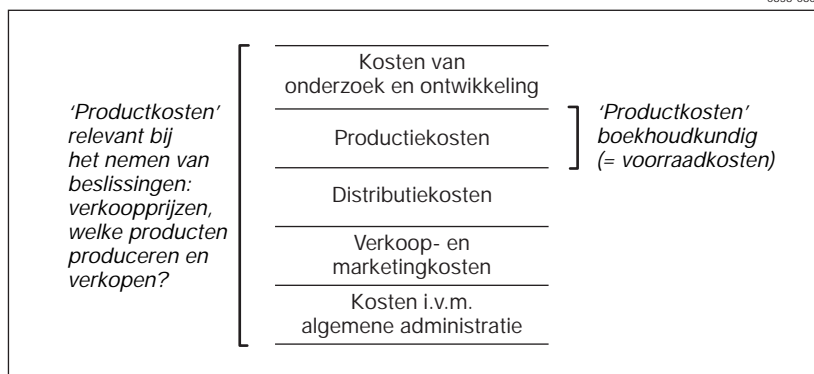 Kosten van
onderzoek en ontwikkeling
'Productkosten'
relevant bij
het nemen van
beslissingen:
verkoopprijzen,
welke producten
produceren en
verkopen?
Productiekosten
'Productkosten'
boekhoudkundig
(= voorraadkosten)
Distributiekosten
Verkoop- en
marketingkosten
Kosten i.v.m.
algemene administratie